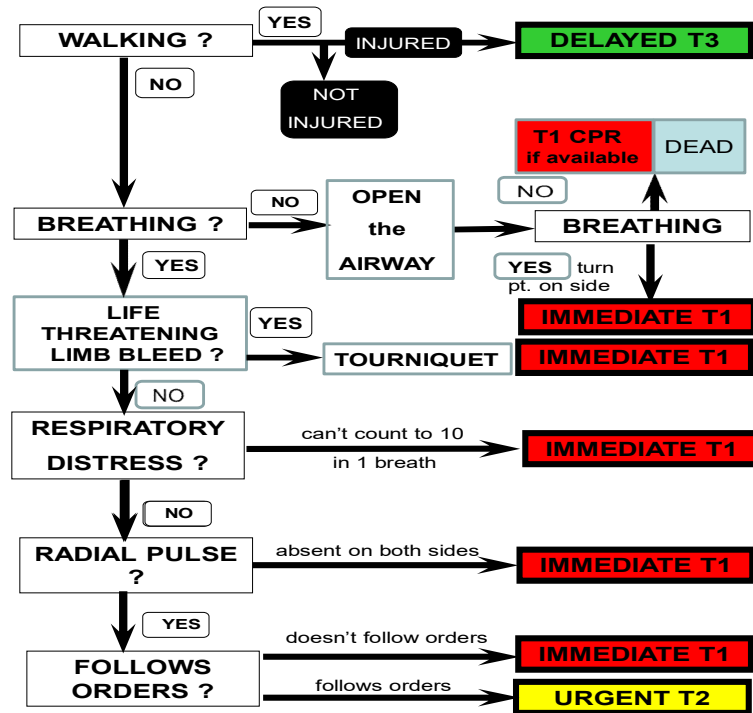 WALKING ?
YES
INJURED
DELAYED T3
NO
NOT
INJURED
T1 CPR
if available
DEAD
NO
BREATHING ?
NO
OPEN
the
AIRWAY
BREATHING
YES
YES turn
pt. on side
LIFE
THREATENING
LIMB BLEED ?
YES
TOURNIQUET
IMMEDIATE T1
IMMEDIATE T1
NO
RESPIRATORY
DISTRESS ?
can't count to 10
in 1 breath
IMMEDIATE T1
NO
RADIAL PULSE
?
absent on both sides
IMMEDIATE T1
YES
FOLLOWS
ORDERS ?
doesn't follow orders
IMMEDIATE T1
follows orders
URGENT T2